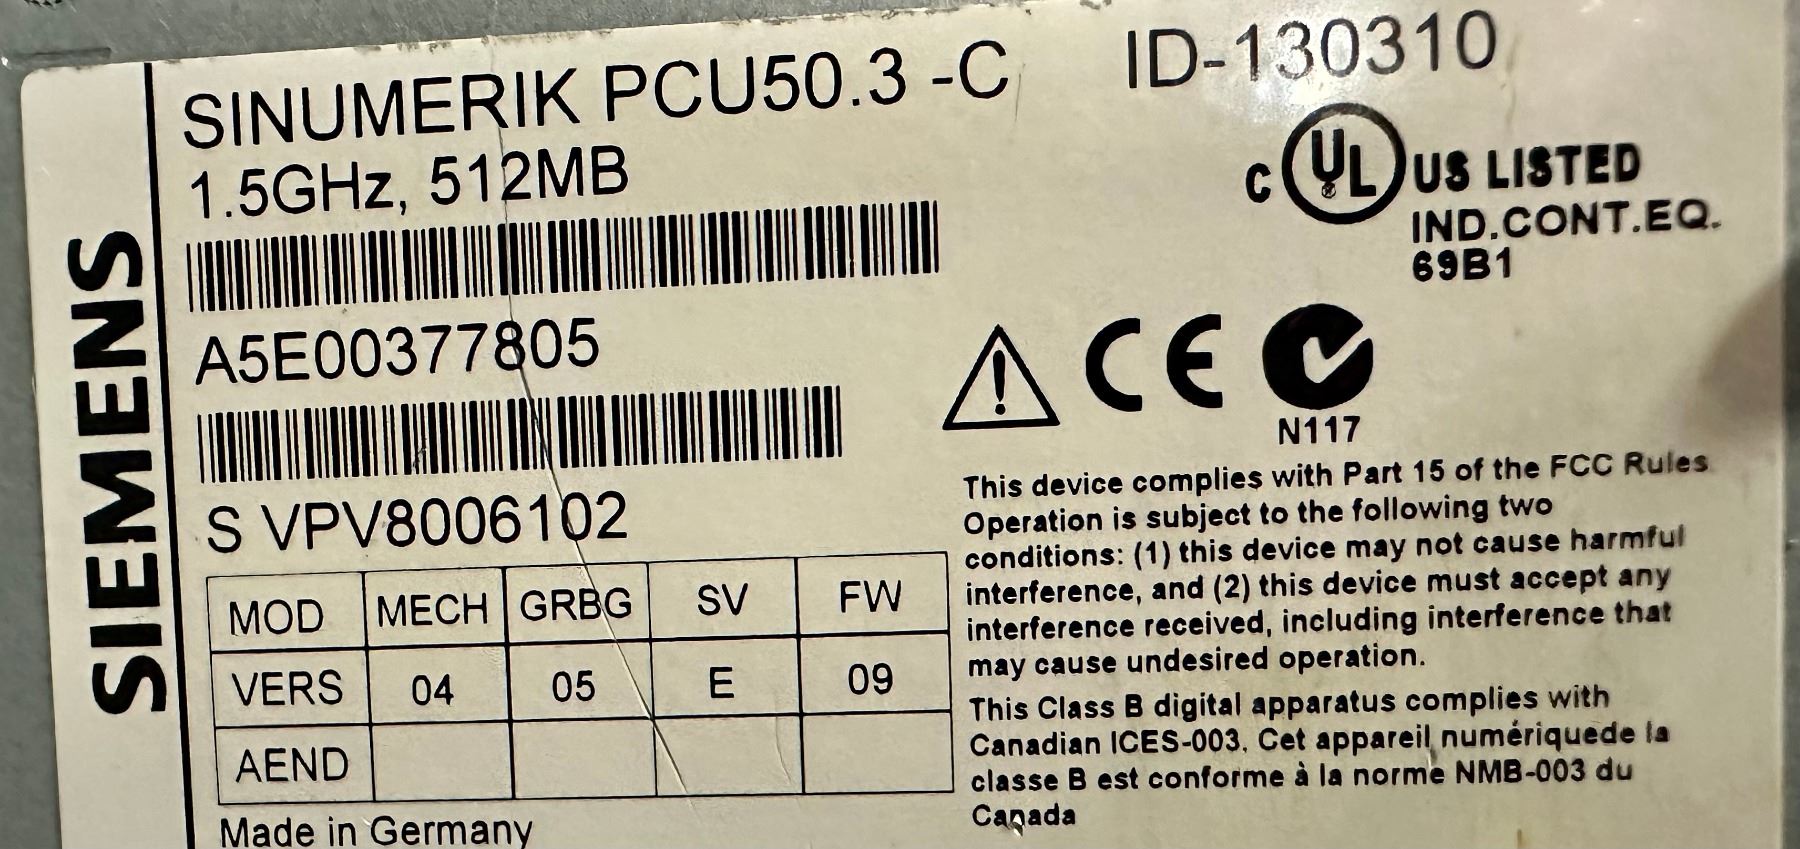 SIEMENS
SINUMERIK PCU50.3 -C
ID-130310
1.5GHz, 512MB
C UL US LISTED
IND.CONT.EQ.
69B1
A5E00377805
CE
N117
S VPV8006102
MOD MECH GRBG SV FW
VERS 04 05 E 09
AEND
Made in Germany
This device complies with Part 15 of the FCC Rules
Operation is subject to the following two
conditions: (1) this device may not cause harmful
interference, and (2) this device must accept any
interference received, including interference that
may cause undesired operation.
This Class B digital apparatus complies with
Canadian ICES-003. Cet appareil numériquede la
classe B est conforme à la norme NMB-003 du
Canada